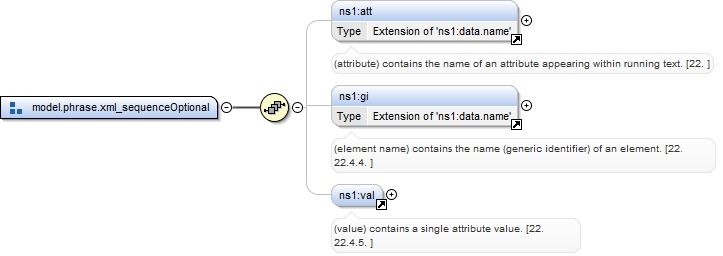 ns1:att
Type Extension of 'ns1:data.name'
(attribute) contains the name of an attribute appearing within running text. [22. ]
model.phrase.xml_sequenceOptional
ns1:gi
Type Extension of 'ns1:data.name'
(element name) contains the name (generic identifier) of an element. [22.
22.4.4. ]
ns1:val
(value) contains a single attribute value. [22.
22.4.5. ]